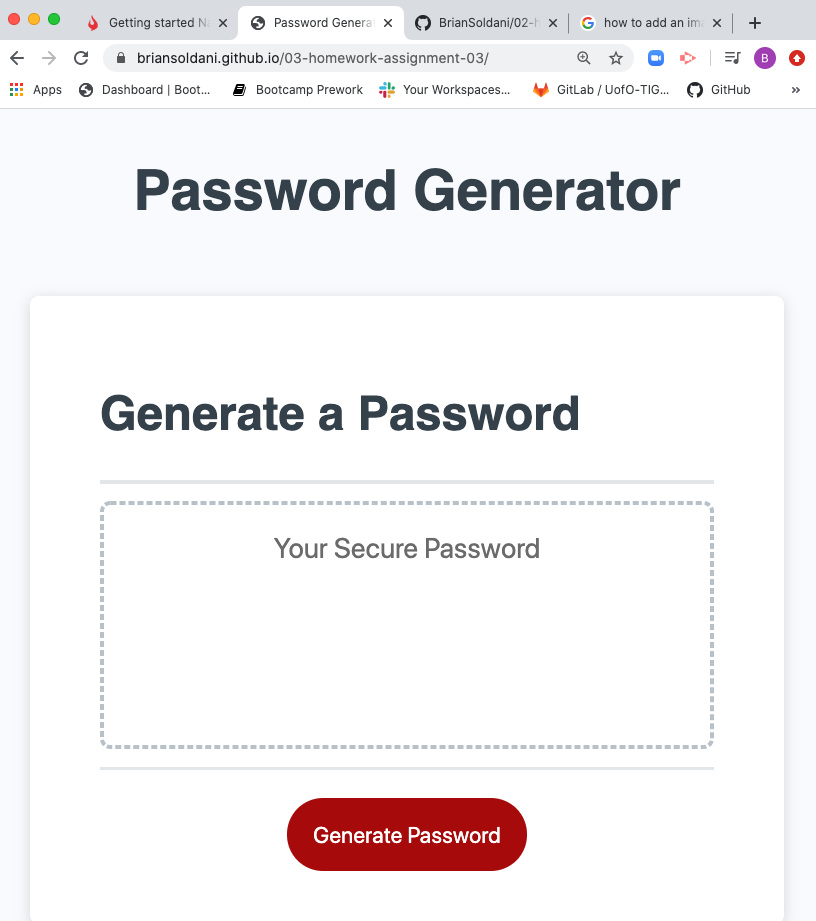 Getting started
Password Genera
BrianSoldani/02-h
how to add an im
briansoldani.github.io/03-homework-assignment-03/
B
Apps
Dashboard | Boot...
Bootcamp Prework
Your Workspaces...
GitLab / UofO-TIG...
GitHub
»
Password Generator
Generate a Password
Your Secure Password
Generate Password